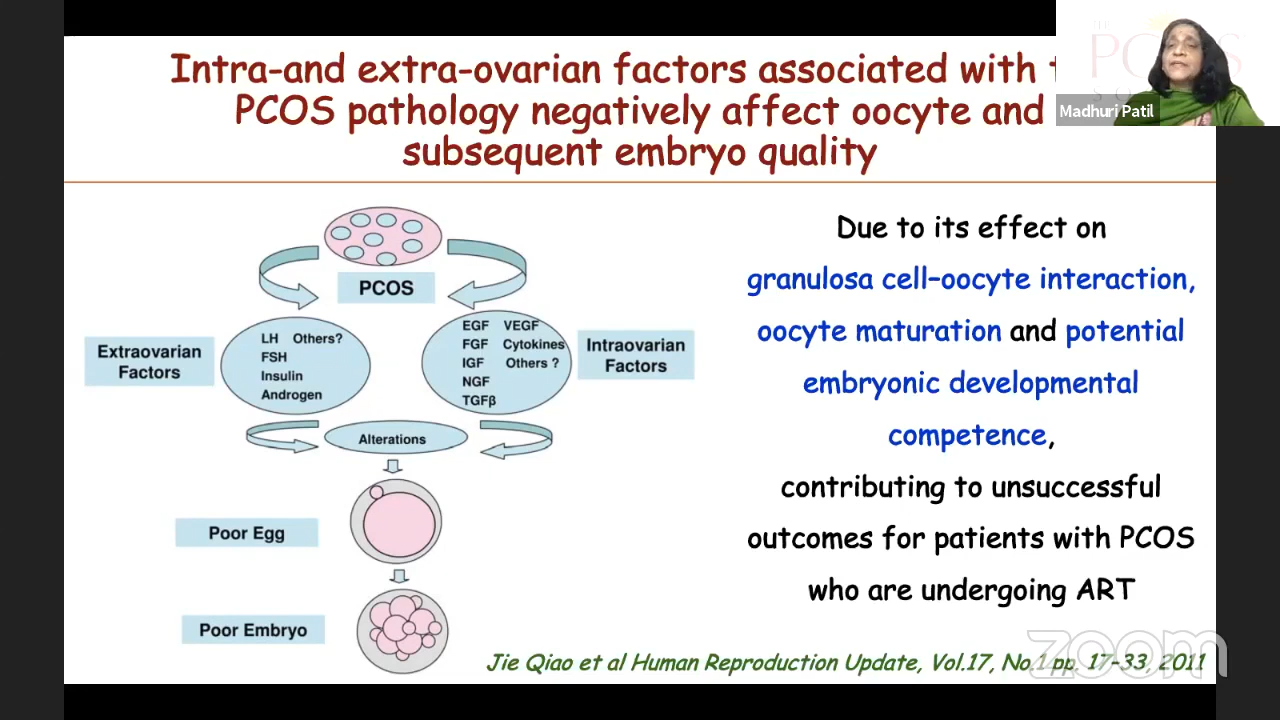 Intra-and extra-ovarian factors associated with
PCOS pathology negatively affect oocyte and
subsequent embryo quality
Madhuri Patil
PCOS
Extraovarian
Factors
LH Others?
FSH
Insulin
Androgen
EGF VEGF
FGF Cytokines
IGF Others ?
NGF
TGFβ
Intraovarian
Factors
Alterations
Poor Egg
Poor Embryo
Due to its effect on
granulosa cell–oocyte interaction,
oocyte maturation and potential
embryonic developmental
competence,
contributing to unsuccessful
outcomes for patients with PCOS
who are undergoing ART
Jie Qiao et al Human Reproduction Update, Vol.17, No.1 pp. 17–33, 2011
zoom